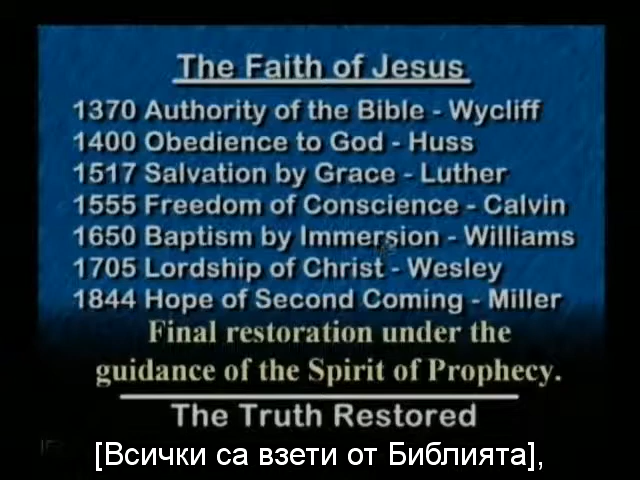 The Faith of Jesus
1370 Authority of the Bible - Wycliff
1400 Obedience to God - Huss
1517 Salvation by Grace - Luther
1555 Freedom of Conscience - Calvin
1650 Baptism by Immersion - Williams
1705 Lordship of Christ - Wesley
1844 Hope of Second Coming - Miller
Final restoration under the
guidance of the Spirit of Prophecy.
The Truth Restored
[Всички са взети от Библията],